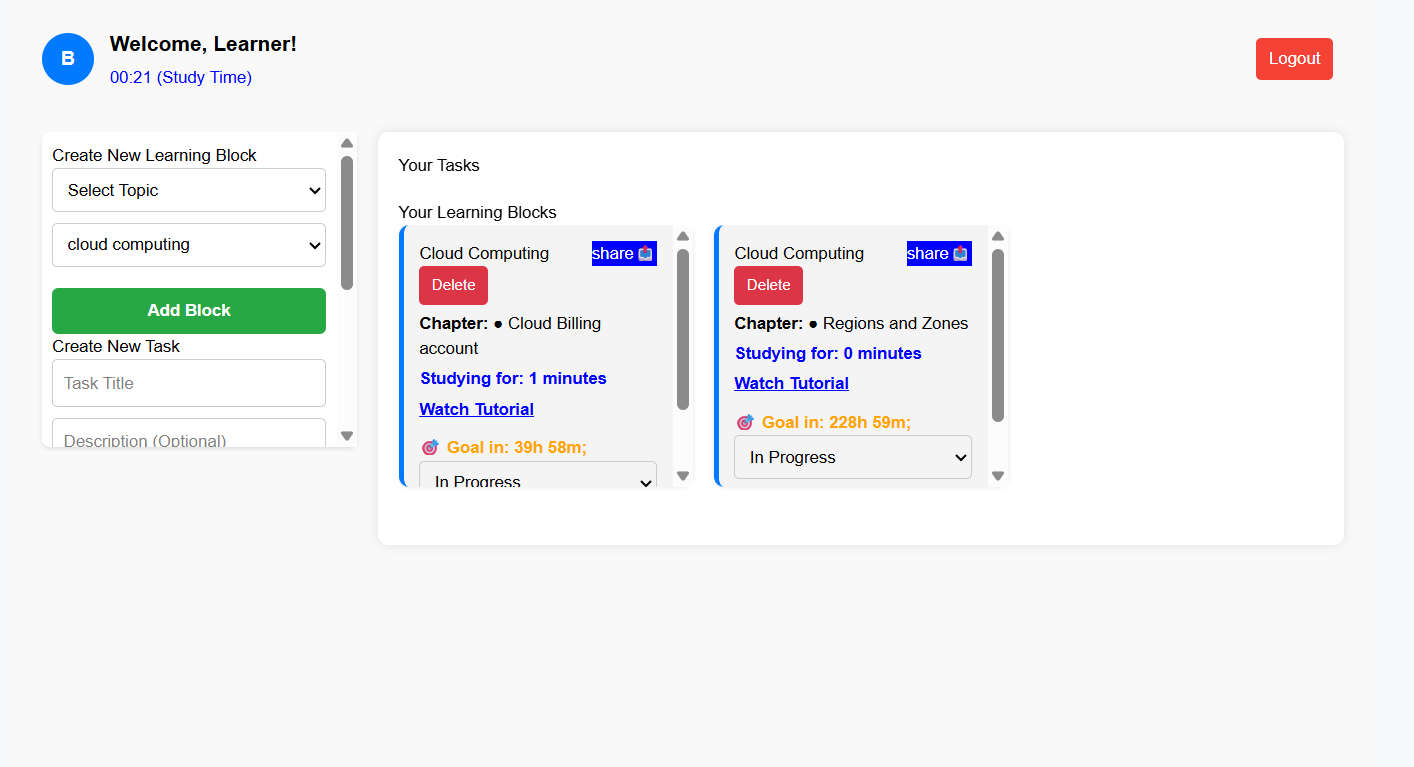 B
Welcome, Learner!
00:21 (Study Time)
Logout
Create New Learning Block
Select Topic
cloud computing
Add Block
Create New Task
Task Title
Description (Optional)
Your Tasks
Your Learning Blocks
Cloud Computing
share 📤
Delete
Chapter: ● Cloud Billing
account
Studying for: 1 minutes
Watch Tutorial
🎯 Goal in: 39h 58m;
In Progress
Cloud Computing
share 📤
Delete
Chapter: ● Regions and Zones
Studying for: 0 minutes
Watch Tutorial
🎯 Goal in: 228h 59m;
In Progress